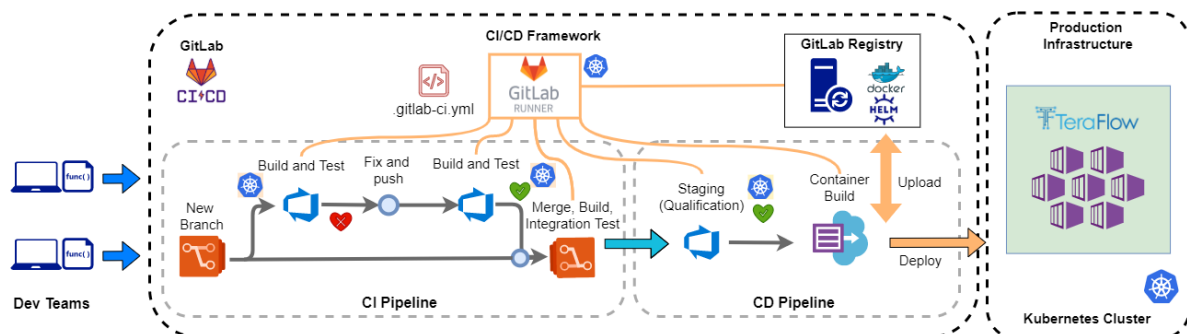 GitLab
CI/CD
CI/CD Framework
GitLab
RUNNER
.gitlab-ci.yml
GitLab Registry
docker
HELM
Production
Infrastructure
TeraFlow
Kubernetes Cluster
func()
func()
Dev Teams
Build and Test
Fix and
push
Build and Test
New
Branch
Merge, Build,
Integration Test
CI Pipeline
Staging
(Qualification)
Container
Build
Upload
Deploy
CD Pipeline